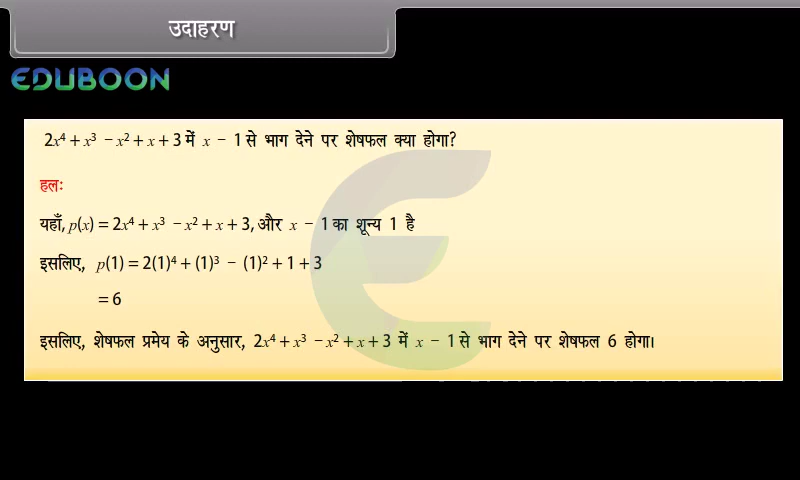 उदाहरण
EDUBOON
2x⁴ + x³ − x² + x + 3 में x − 1 से भाग देने पर शेषफल क्या होगा?
हलः
यहाँ, p(x) = 2x⁴ + x³ − x² + x + 3, और x − 1 का शून्य 1 है
इसलिए, p(1) = 2(1)⁴ + (1)³ − (1)² + 1 + 3
= 6
इसलिए, शेषफल प्रमेय के अनुसार, 2x⁴ + x³ − x² + x + 3 में x − 1 से भाग देने पर शेषफल 6 होगा।